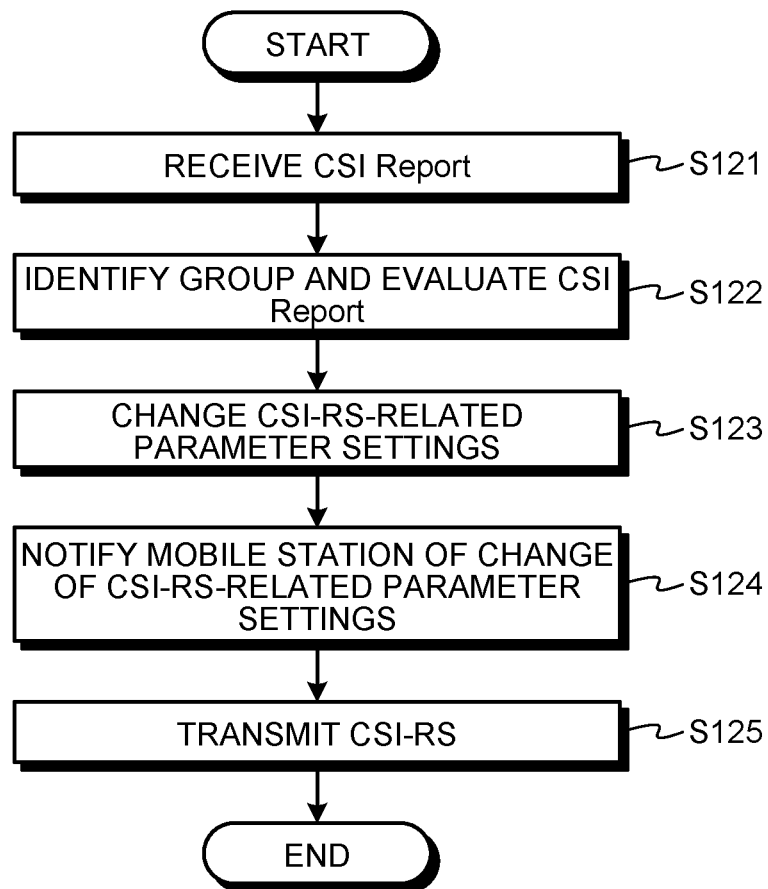 START
RECEIVE CSI Report
S121
IDENTIFY GROUP AND EVALUATE CSI
Report
S122
CHANGE CSI-RS-RELATED
PARAMETER SETTINGS
S123
NOTIFY MOBILE STATION OF CHANGE
OF CSI-RS-RELATED PARAMETER
SETTINGS
S124
TRANSMIT CSI-RS
S125
END